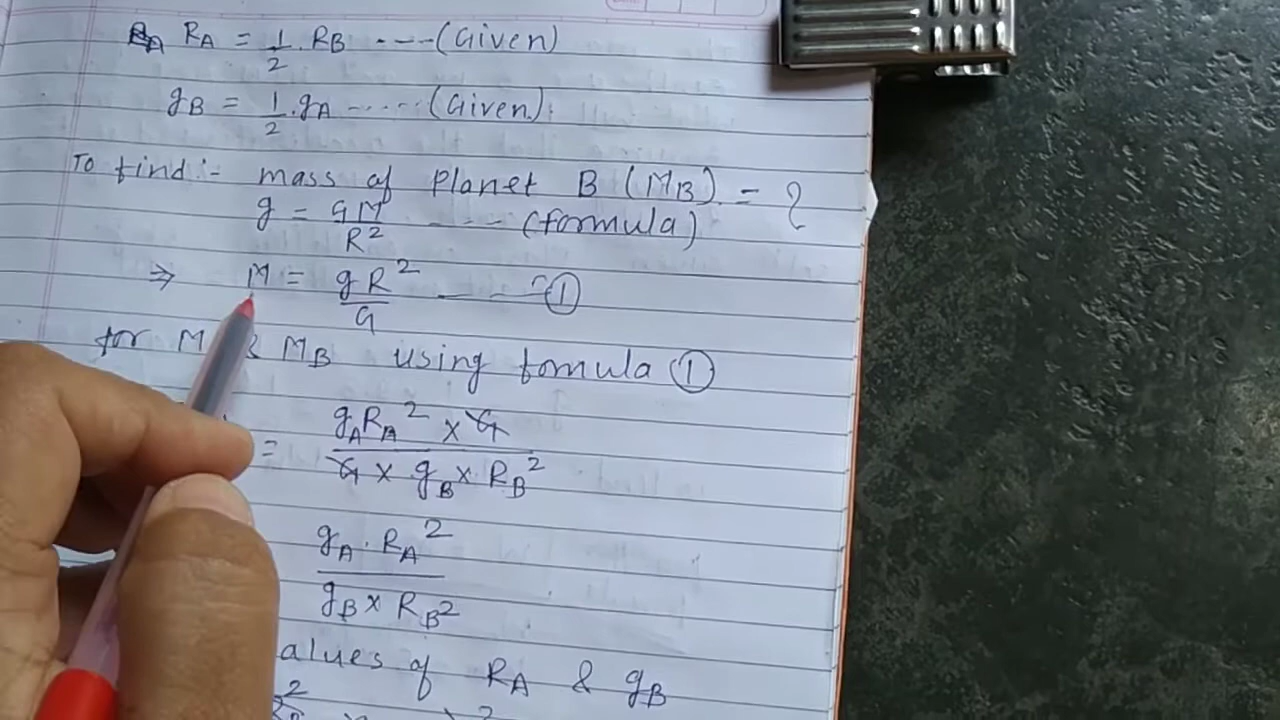 RA = 1/2 . RB ---- (Given)
gB = 1/2 . gA ----- (Given).
To find :- mass of Planet B (MB) = ?
g = GM/R² ---- (formula)
⇒ M = gR²/G ---- ①
for M & MB using fomula ①
= gA RA² × G / G × gB × RB²
gA . RA² / gB × RB²
alues of RA & gB